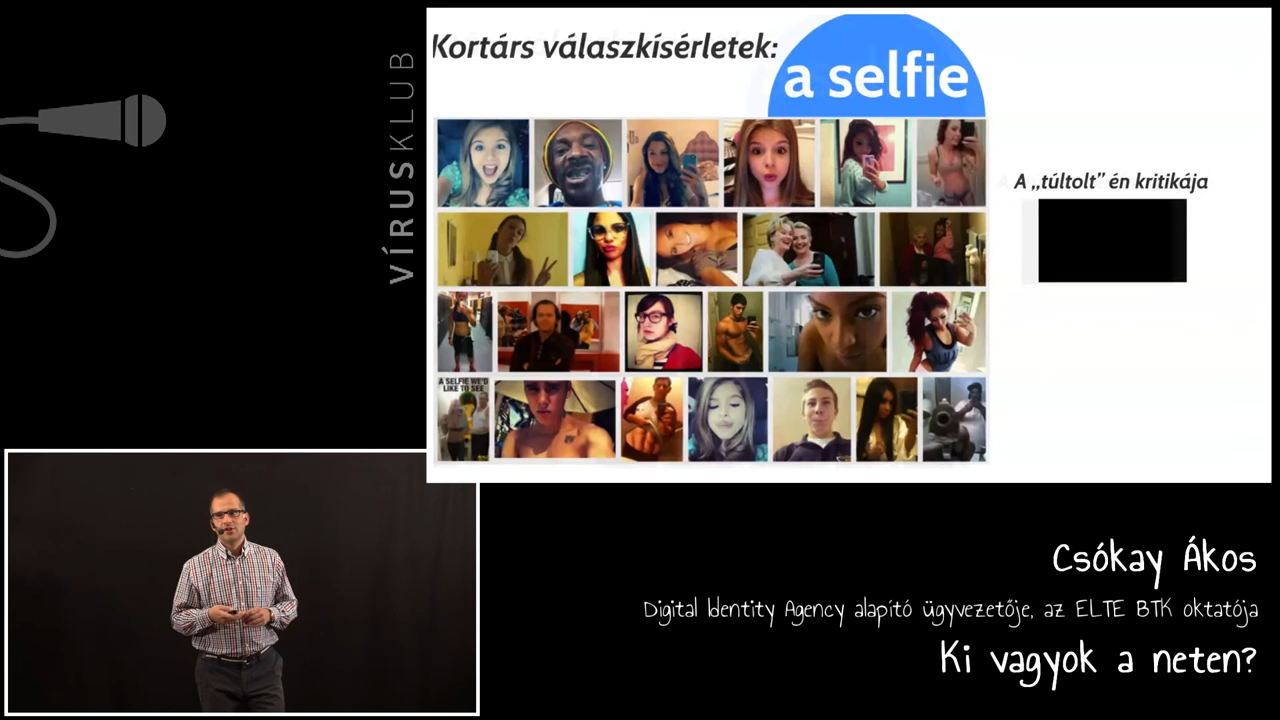 VÍRUSKLUB
Kortárs válaszkísérletek:
a selfie
A „túltolt” én kritikája
A SELFIE WE'D
LIKE TO SEE
Csókay Ákos
Digital Identity Agency alapító ügyvezetője, az ELTE BTK oktatója
Ki vagyok a neten?